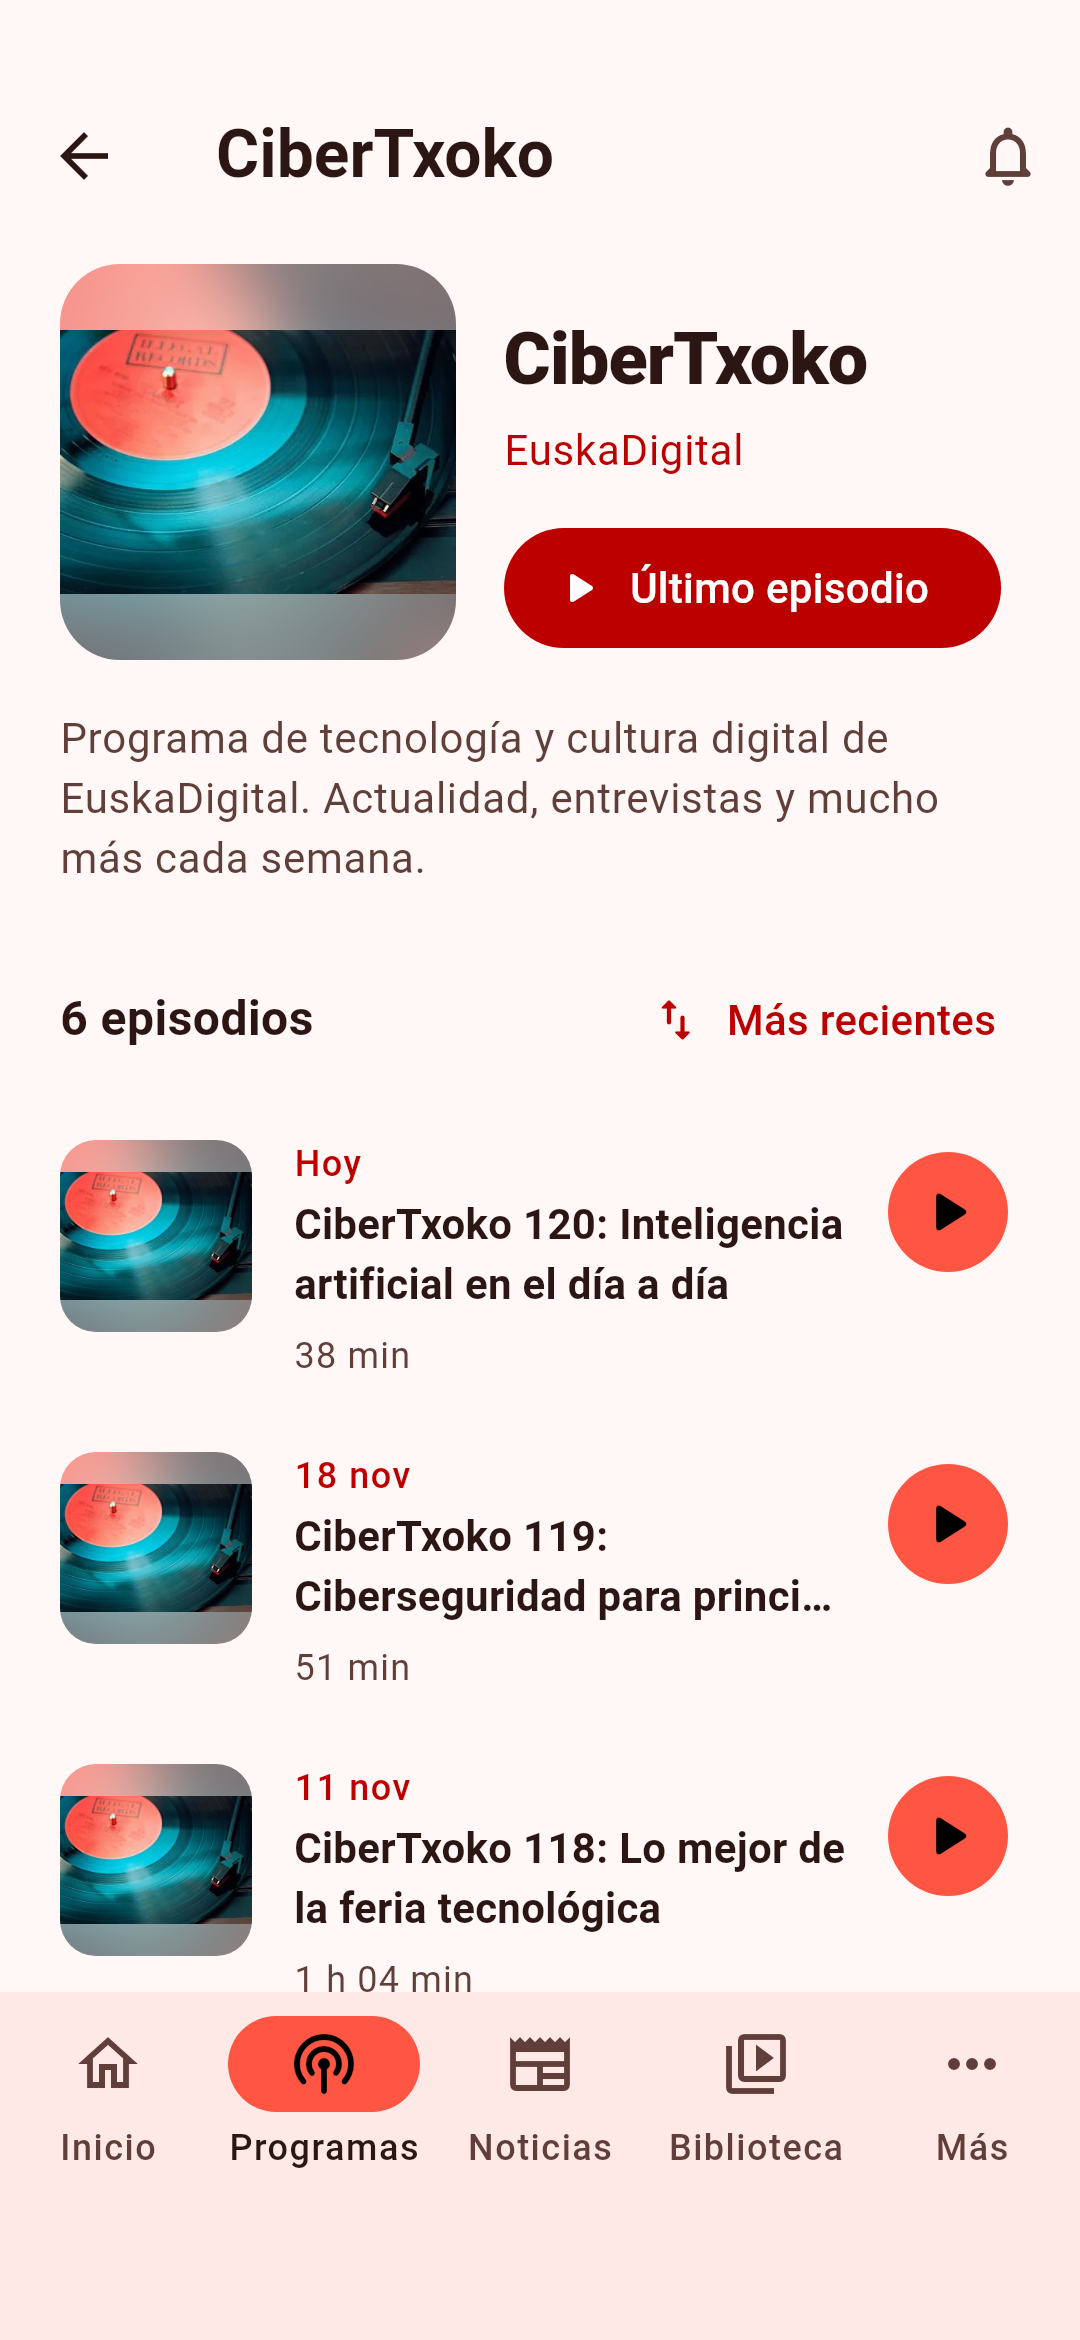 CiberTxoko
CiberTxoko
EuskaDigital
Último episodio
Programa de tecnología y cultura digital de
EuskaDigital. Actualidad, entrevistas y mucho
más cada semana.
6 episodios
Más recientes
Hoy
CiberTxoko 120: Inteligencia
artificial en el día a día
38 min
18 nov
CiberTxoko 119:
Ciberseguridad para princi…
51 min
11 nov
CiberTxoko 118: Lo mejor de
la feria tecnológica
1 h 04 min
Inicio
Programas
Noticias
Biblioteca
Más